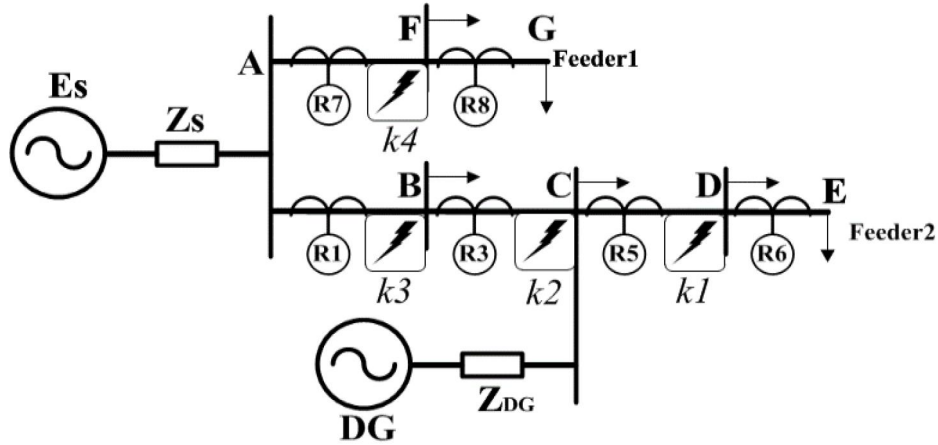 F
G
A
Feeder1
Es
R7
R8
Zs
k4
B
C
D
E
R1
R3
R5
R6
Feeder2
k3
k2
k1
DG
ZDG